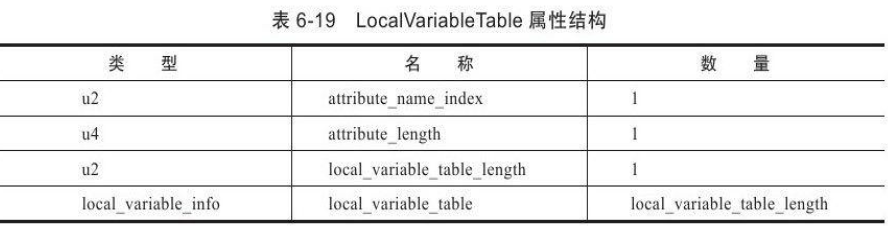 表 6-19 LocalVariableTable 属性结构
类 型 名 称 数 量
u2 attribute_name_index 1
u4 attribute_length 1
u2 local_variable_table_length 1
local_variable_info local_variable_table local_variable_table_length